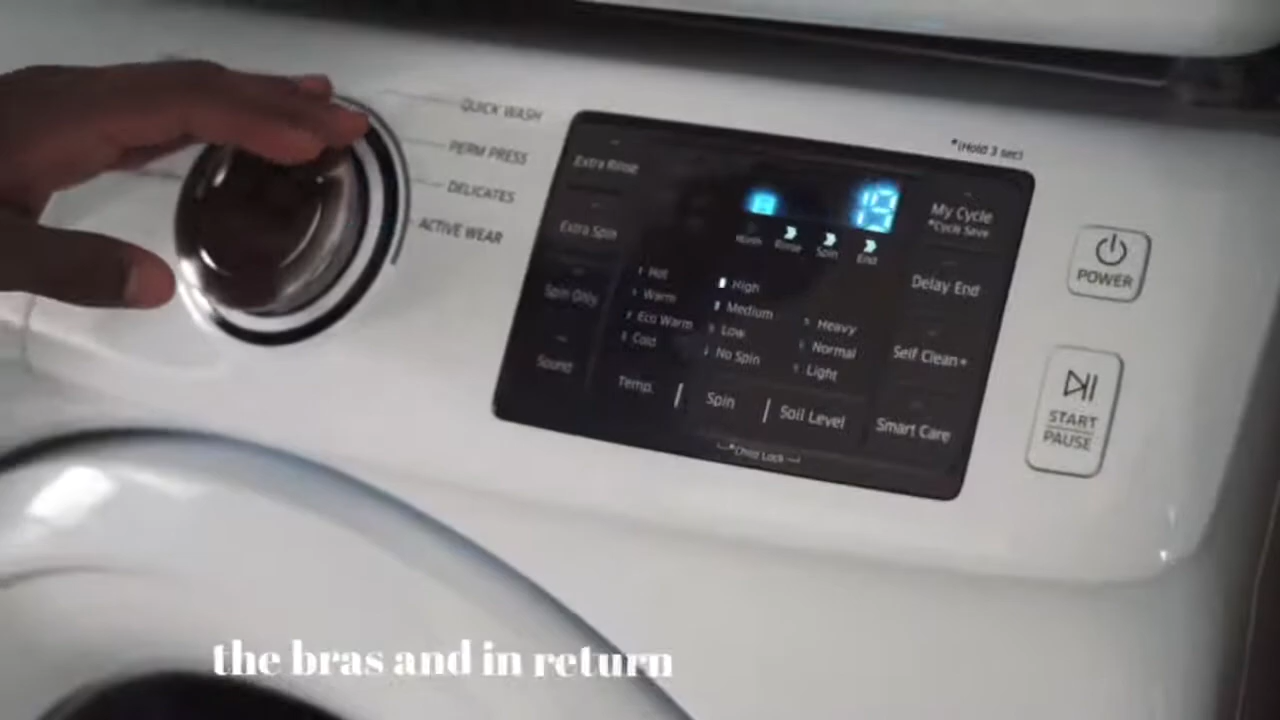 QUICK WASH
PERM PRESS
DELICATES
ACTIVE WEAR
*(Hold 3 sec)
Extra Rinse
Extra Spin
Spin Only
Sound
19
Rinse
Spin
End
Hot
Warm
Eco Warm
Cold
High
Medium
Low
No Spin
Heavy
Normal
Light
Temp.
Spin
Soil Level
*Child Lock
My Cycle
*Cycle Save
Delay End
Self Clean+
Smart Care
POWER
START
PAUSE
the bras and in return